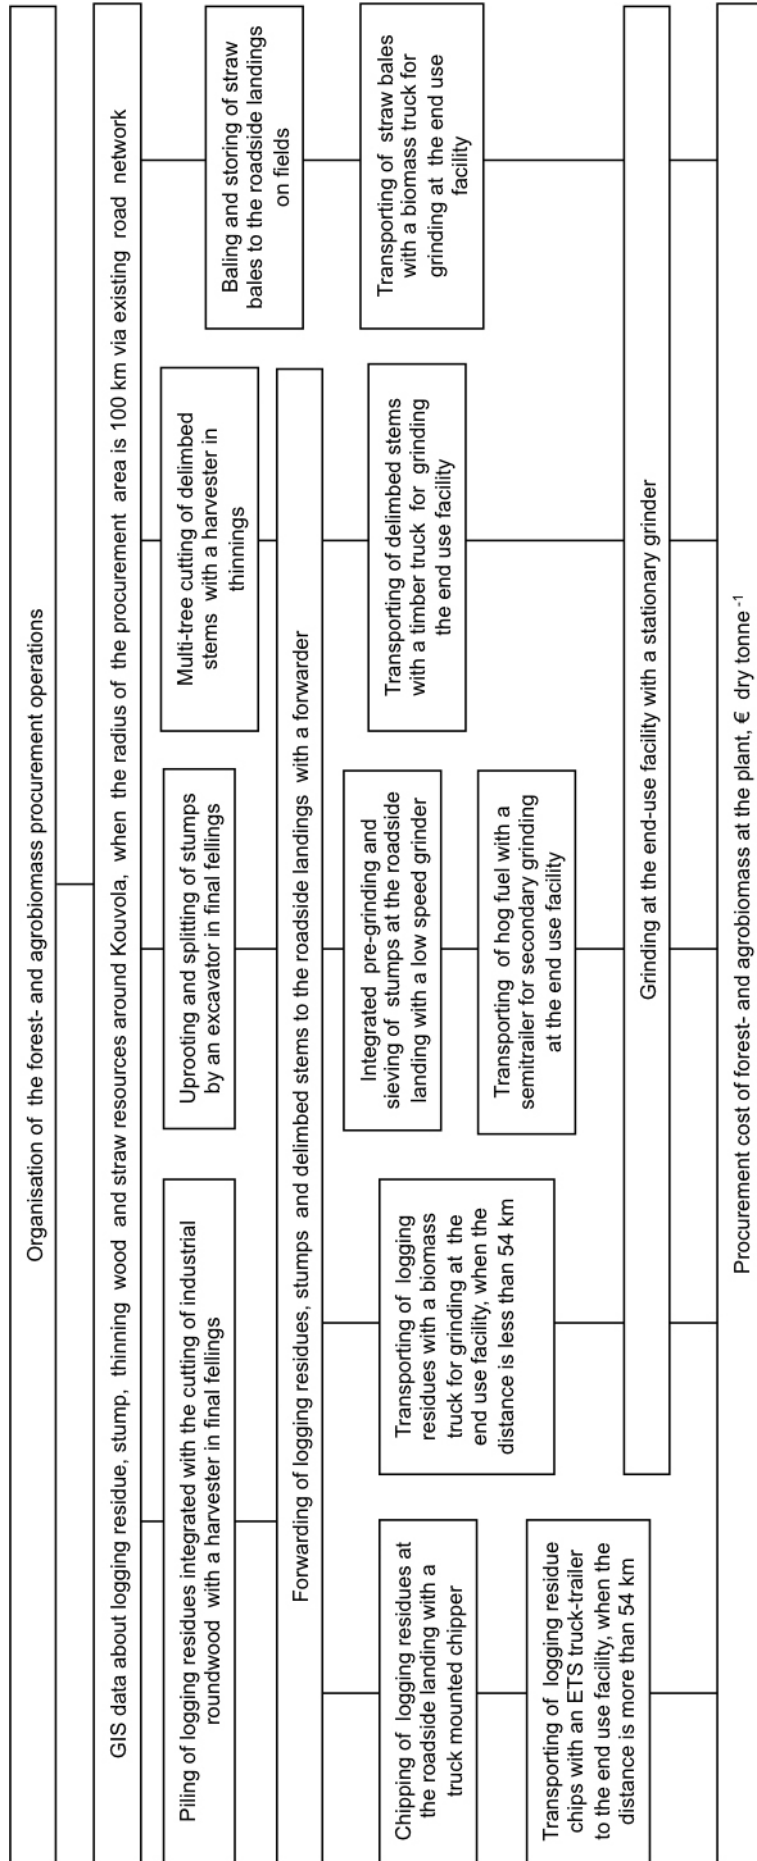 Organisation of the forest- and agrobiomass procurement operations
GIS data about logging residue, stump, thinning wood and straw resources around Kouvola, when the radius of the procurement area is 100 km via existing road network
Piling of logging residues integrated with the cutting of industrial
roundwood with a harvester in final fellings
Uprooting and splitting of stumps
by an excavator in final fellings
Multi-tree cutting of delimbed
stems with a harvester in
thinnings
Baling and storing of straw
bales to the roadside landings
on fields
Forwarding of logging residues, stumps and delimbed stems to the roadside landings with a forwarder
Chipping of logging residues at
the roadside landing with a
truck mounted chipper
Transporting of logging
residues with a biomass
truck for grinding at the
end use facility, when the
distance is less than 54 km
Integrated pre-grinding and
sieving of stumps at the roadside
landing with a low speed grinder
Transporting of delimbed stems
with a timber truck for grinding
the end use facility
Transporting of straw bales
with a biomass truck for
grinding at the end use
facility
Transporting of logging residue
chips with an ETS truck-trailer
to the end use facility, when the
distance is more than 54 km
Transporting of hog fuel with a
semitrailer for secondary grinding
at the end use facility
Grinding at the end-use facility with a stationary grinder
Procurement cost of forest- and agrobiomass at the plant, € dry tonne⁻¹